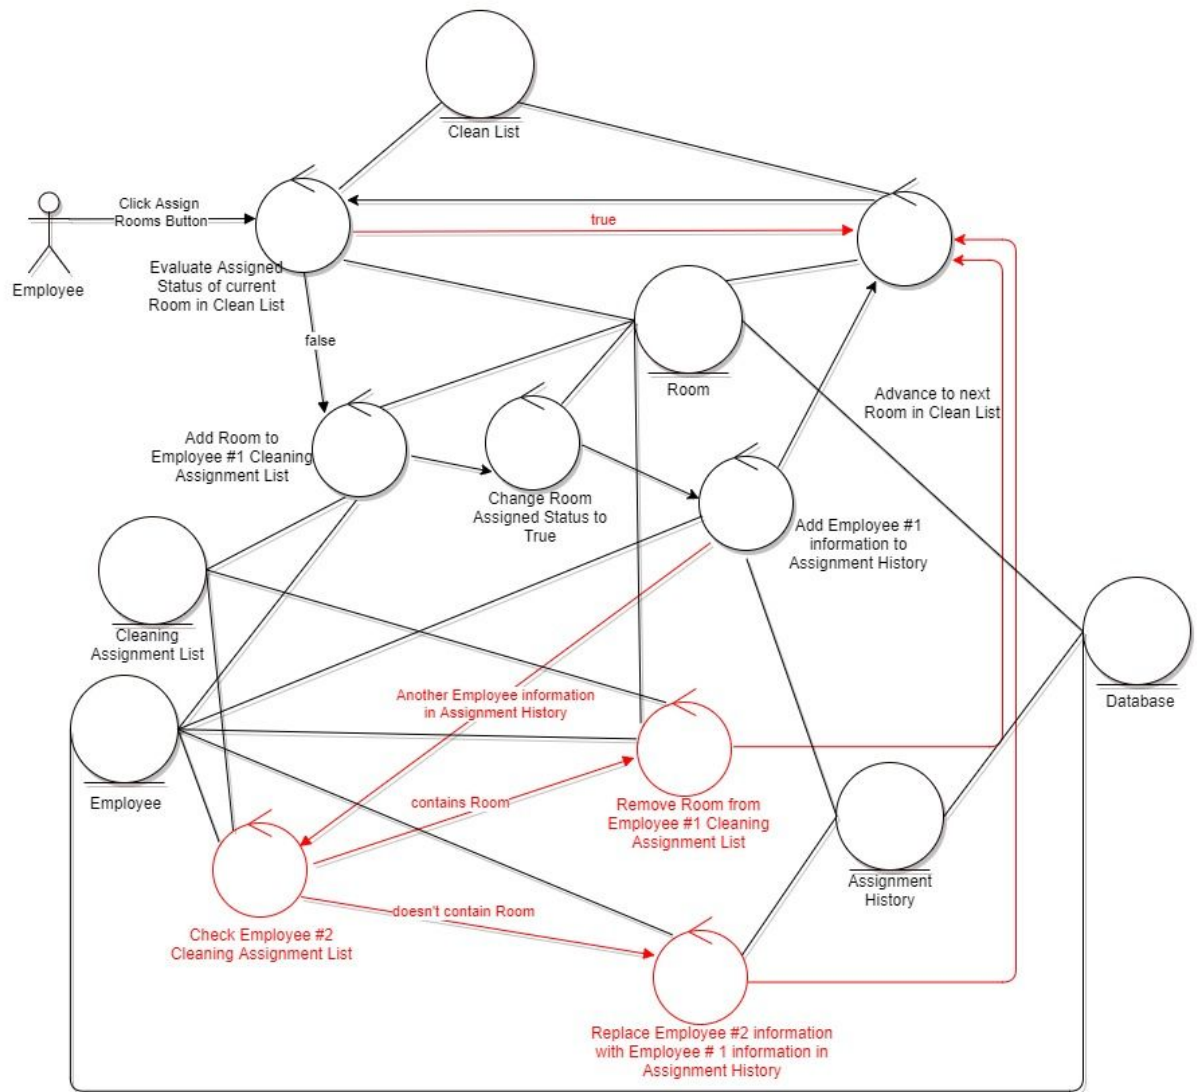 Clean List
Click Assign
Rooms Button
Employee
true
Evaluate Assigned
Status of current
Room in Clean List
false
Room
Advance to next
Room in Clean List
Add Room to
Employee #1 Cleaning
Assignment List
Change Room
Assigned Status to
True
Add Employee #1
information to
Assignment History
Cleaning
Assignment List
Another Employee information
in Assignment History
Database
Employee
contains Room
Remove Room from
Employee #1 Cleaning
Assignment List
Assignment
History
doesn't contain Room
Check Employee #2
Cleaning Assignment List
Replace Employee #2 information
with Employee # 1 information in
Assignment History